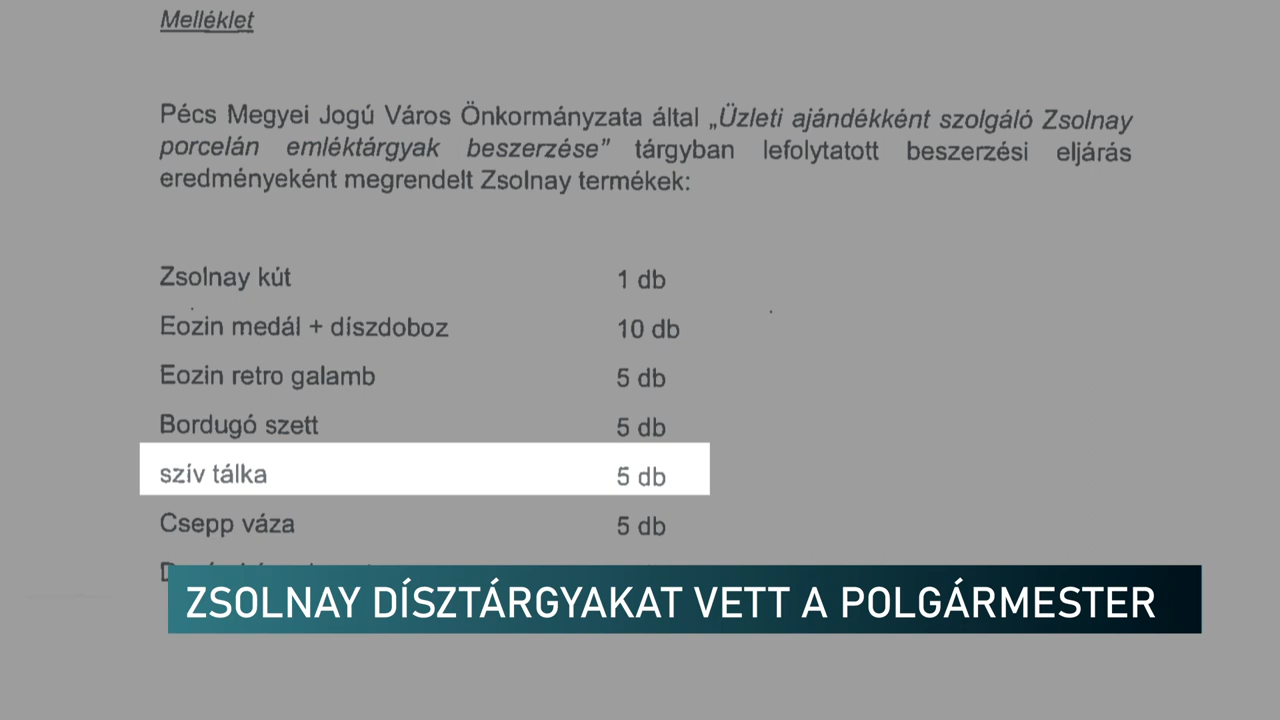 Melléklet
Pécs Megyei Jogú Város Önkormányzata által „Üzleti ajándékként szolgáló Zsolnay
porcelán emléktárgyak beszerzése” tárgyban lefolytatott beszerzési eljárás
eredményeként megrendelt Zsolnay termékek:
Zsolnay kút 1 db
Eozin medál + díszdoboz 10 db
Eozin retro galamb 5 db
Bordugó szett 5 db
szív tálka 5 db
Csepp váza 5 db
ZSOLNAY DÍSZTÁRGYAKAT VETT A POLGÁRMESTER